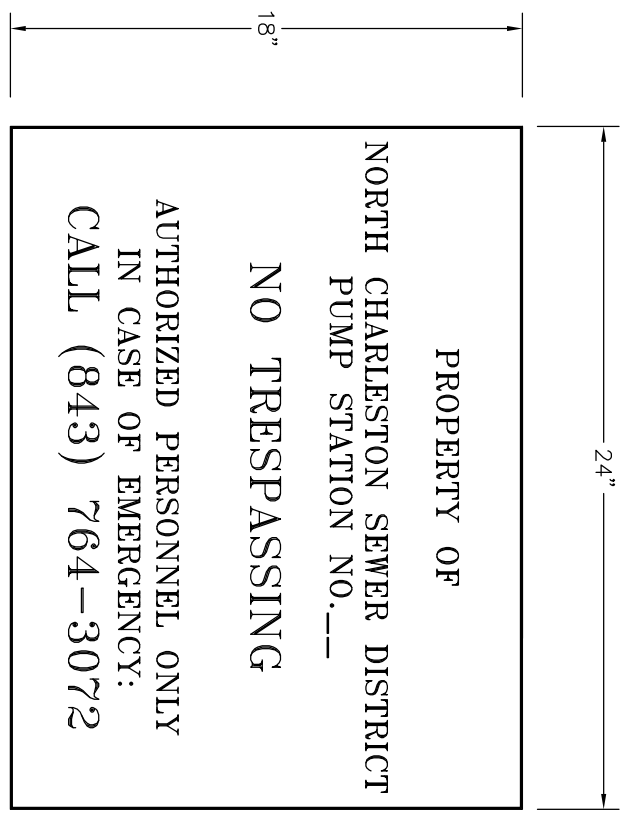 24"
18"
PROPERTY OF
NORTH CHARLESTON SEWER DISTRICT
PUMP STATION NO.__
NO TRESPASSING
AUTHORIZED PERSONNEL ONLY
IN CASE OF EMERGENCY:
CALL (843) 764-3072